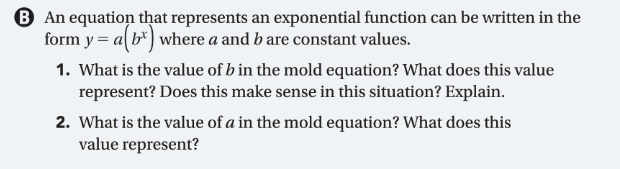 B An equation that represents an exponential function can be written in the
form y = a(bˣ) where a and b are constant values.
1. What is the value of b in the mold equation? What does this value
represent? Does this make sense in this situation? Explain.
2. What is the value of a in the mold equation? What does this
value represent?